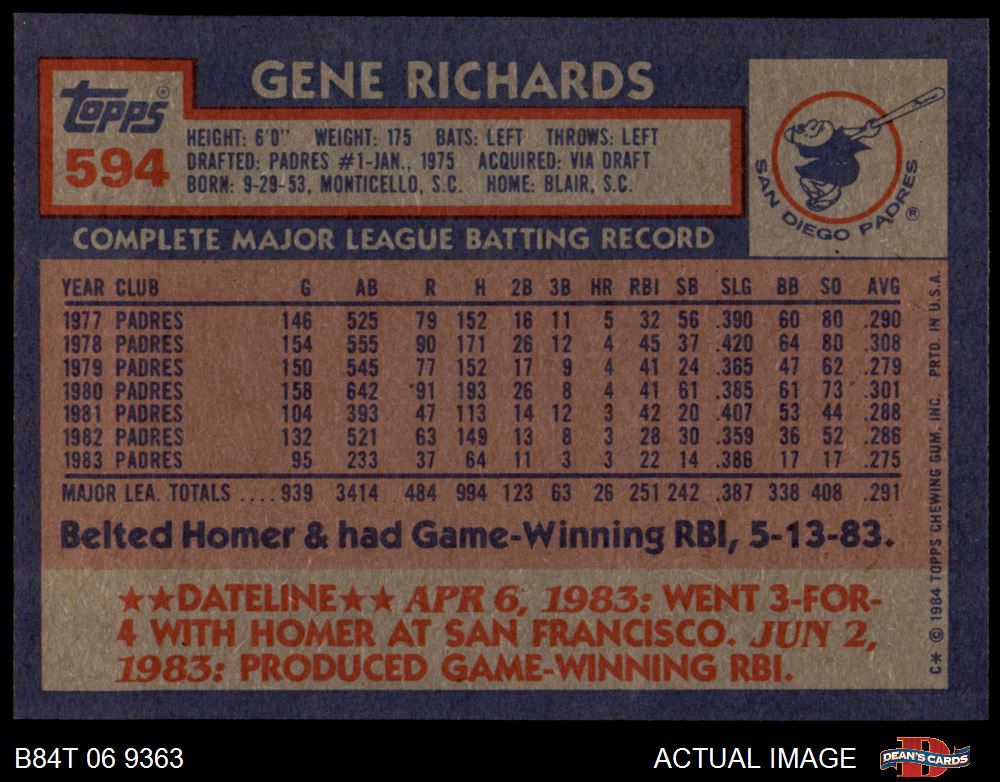 GENE RICHARDS
Topps®
594
HEIGHT: 6'0" WEIGHT: 175 BATS: LEFT THROWS: LEFT
DRAFTED: PADRES #1-JAN., 1975 ACQUIRED: VIA DRAFT
BORN: 9-29-53, MONTICELLO, S.C. HOME: BLAIR, S.C.
SAN DIEGO PADRES ®
COMPLETE MAJOR LEAGUE BATTING RECORD
YEAR CLUB G AB R H 2B 3B HR RBI SB SLG BB SO AVG
1977 PADRES 146 525 79 152 16 11 5 32 56 .390 60 80 .290
1978 PADRES 154 555 90 171 26 12 4 45 37 .420 64 80 .308
1979 PADRES 150 545 77 152 17 9 4 41 24 .365 47 62 .279
1980 PADRES 158 642 91 193 26 8 4 41 61 .385 61 73 .301
1981 PADRES 104 393 47 113 14 12 3 42 20 .407 53 44 .288
1982 PADRES 132 521 63 149 13 8 3 28 30 .359 36 52 .286
1983 PADRES 95 233 37 64 11 3 3 22 14 .386 17 17 .275
MAJOR LEA. TOTALS .... 939 3414 484 994 123 63 26 251 242 .387 338 408 .291
Belted Homer & had Game-Winning RBI, 5-13-83.
★★DATELINE★★ APR 6, 1983: WENT 3-FOR-
4 WITH HOMER AT SAN FRANCISCO. JUN 2,
1983: PRODUCED GAME-WINNING RBI.
C* © 1984 TOPPS CHEWING GUM, INC. PRTD. IN U.S.A.
B84T 06 9363
ACTUAL IMAGE
DEAN'S CARDS